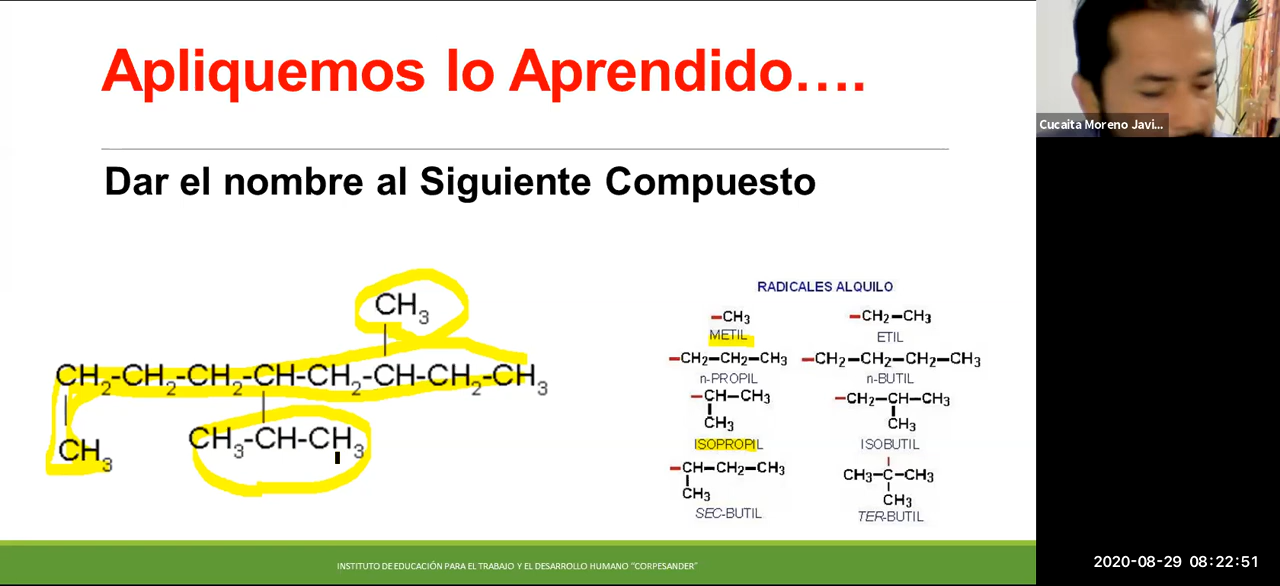 Apliquemos lo Aprendido….
Cucaita Moreno Javi...
Dar el nombre al Siguiente Compuesto
CH₃
CH₂-CH₂-CH₂-CH-CH₂-CH-CH₂-CH₃
CH₃
CH₃-CH-CH₃
RADICALES ALQUILO
–CH₃
METIL
–CH₂–CH₃
ETIL
–CH₂–CH₂–CH₃
n-PROPIL
–CH₂–CH₂–CH₂–CH₃
n-BUTIL
–CH–CH₃
CH₃
ISOPROPIL
–CH₂–CH–CH₃
CH₃
ISOBUTIL
–CH–CH₂–CH₃
CH₃
SEC-BUTIL
CH₃–C–CH₃
CH₃
TER-BUTIL
INSTITUTO DE EDUCACIÓN PARA EL TRABAJO Y EL DESARROLLO HUMANO “CORPESANDER”
2020-08-29 08:22:51